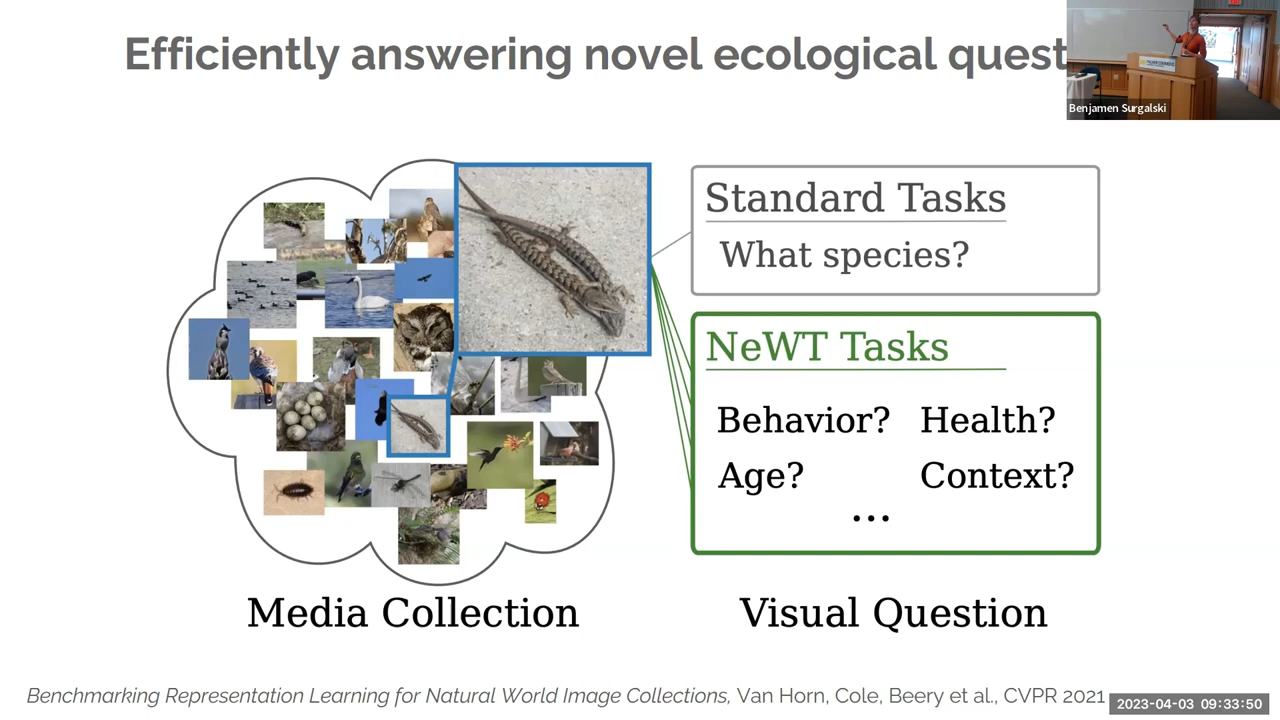 Efficiently answering novel ecological quest
Benjamen Surgalski
Standard Tasks
What species?
NeWT Tasks
Behavior? Health?
Age? Context?
...
Media Collection
Visual Question
Benchmarking Representation Learning for Natural World Image Collections, Van Horn, Cole, Beery et al., CVPR 2021
2023-04-03 09:33:50